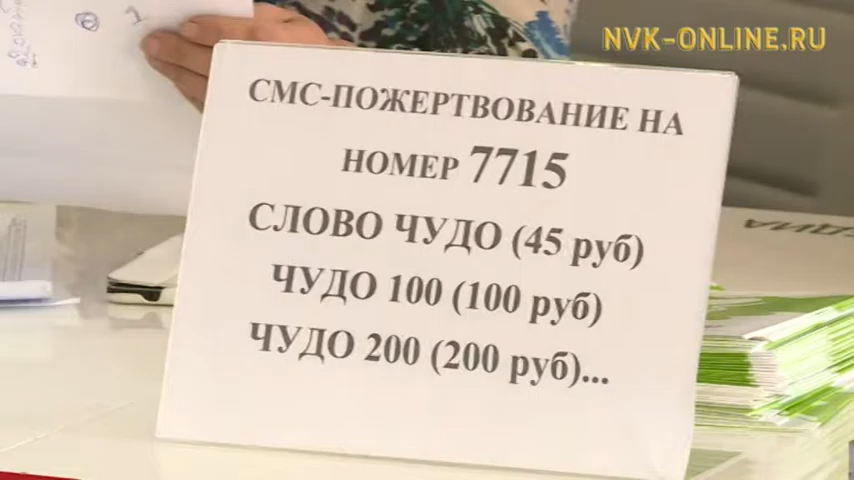 NVK-ONLINE.RU
СМС-ПОЖЕРТВОВАНИЕ НА
НОМЕР 7715
СЛОВО ЧУДО (45 руб)
ЧУДО 100 (100 руб)
ЧУДО 200 (200 руб)...